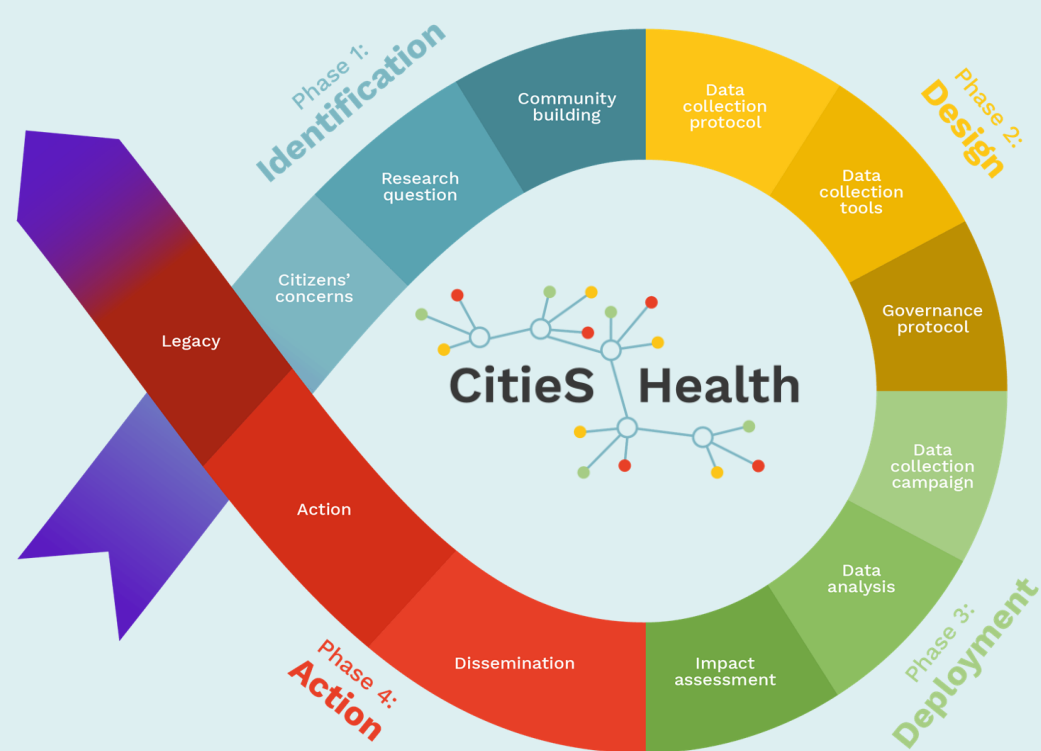 Phase 1:
Identification
Citizens’
concerns
Research
question
Community
building
Phase 2:
Design
Data
collection
protocol
Data
collection
tools
Governance
protocol
Phase 3:
Deployment
Data
collection
campaign
Data
analysis
Impact
assessment
Phase 4:
Action
Dissemination
Action
Legacy
CitieS Health